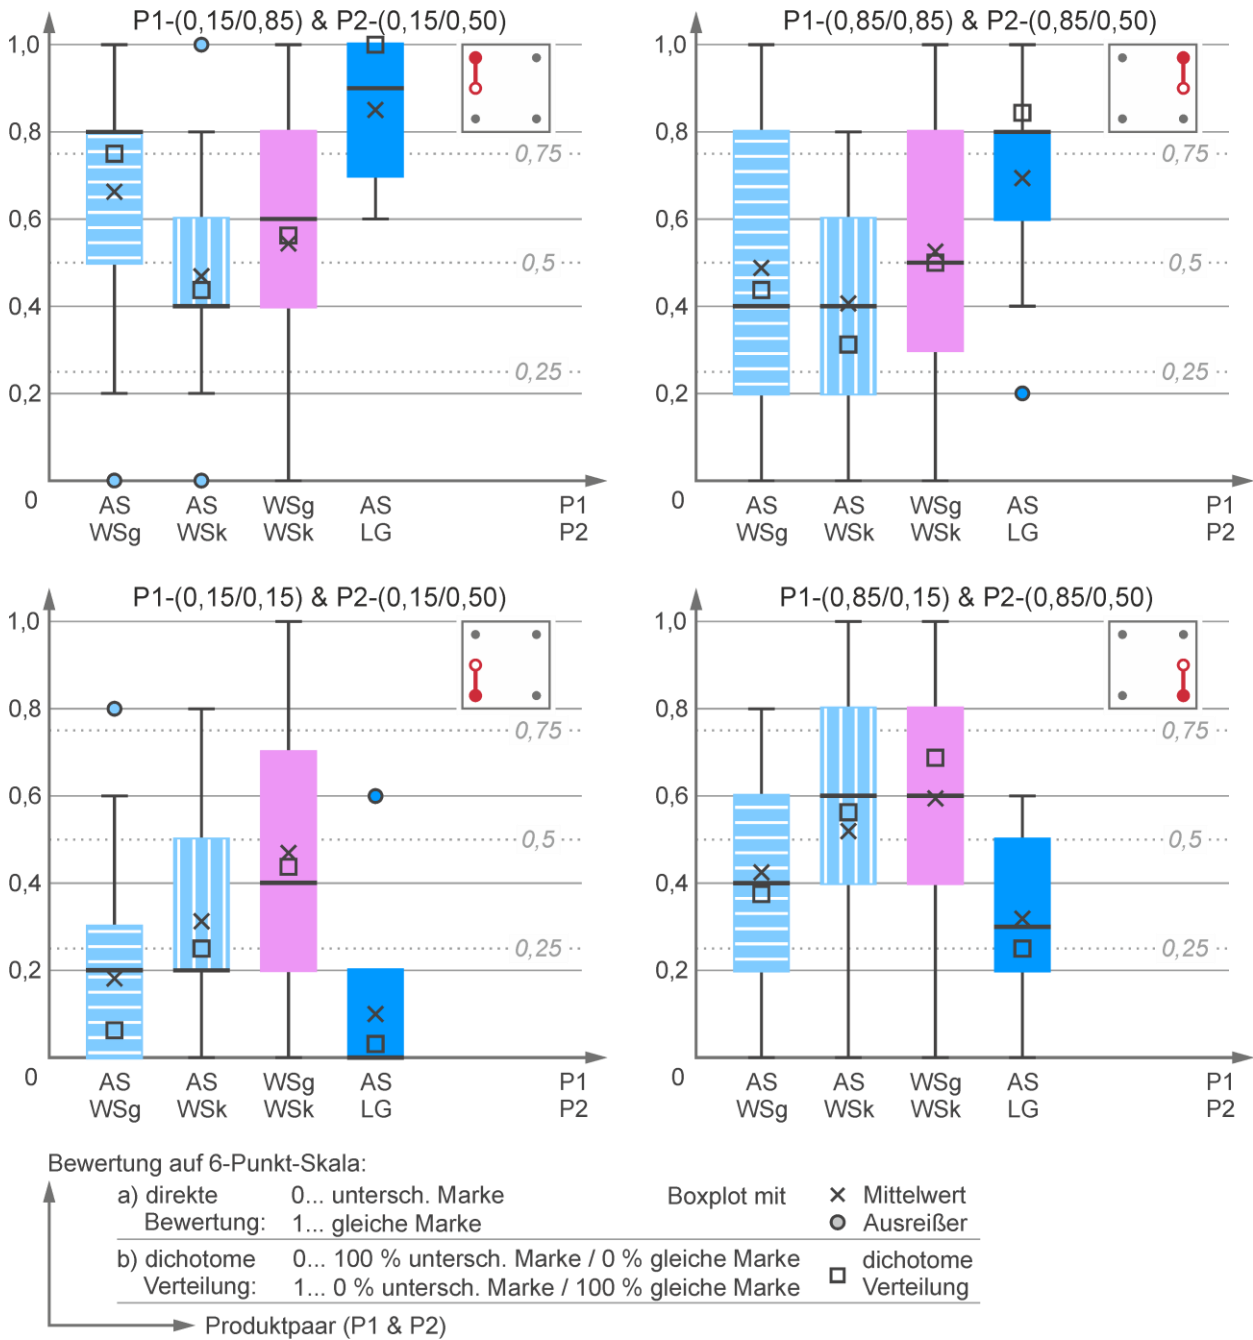 P1-(0,15/0,85) & P2-(0,15/0,50)
1,0
0,8
0,75
0,6
0,5
0,4
0,25
0,2
0
AS AS WSg AS P1
WSg WSk WSk LG P2
P1-(0,85/0,85) & P2-(0,85/0,50)
1,0
0,8
0,75
0,6
0,5
0,4
0,25
0,2
0
AS AS WSg AS P1
WSg WSk WSk LG P2
P1-(0,15/0,15) & P2-(0,15/0,50)
1,0
0,8
0,75
0,6
0,5
0,4
0,25
0,2
0
AS AS WSg AS P1
WSg WSk WSk LG P2
P1-(0,85/0,15) & P2-(0,85/0,50)
1,0
0,8
0,75
0,6
0,5
0,4
0,25
0,2
0
AS AS WSg AS P1
WSg WSk WSk LG P2
Bewertung auf 6-Punkt-Skala:
a) direkte 0... untersch. Marke Boxplot mit Mittelwert
Bewertung: 1... gleiche Marke Ausreißer
b) dichotome 0... 100 % untersch. Marke / 0 % gleiche Marke dichotome
Verteilung: 1... 0 % untersch. Marke / 100 % gleiche Marke Verteilung
Produktpaar (P1 & P2)